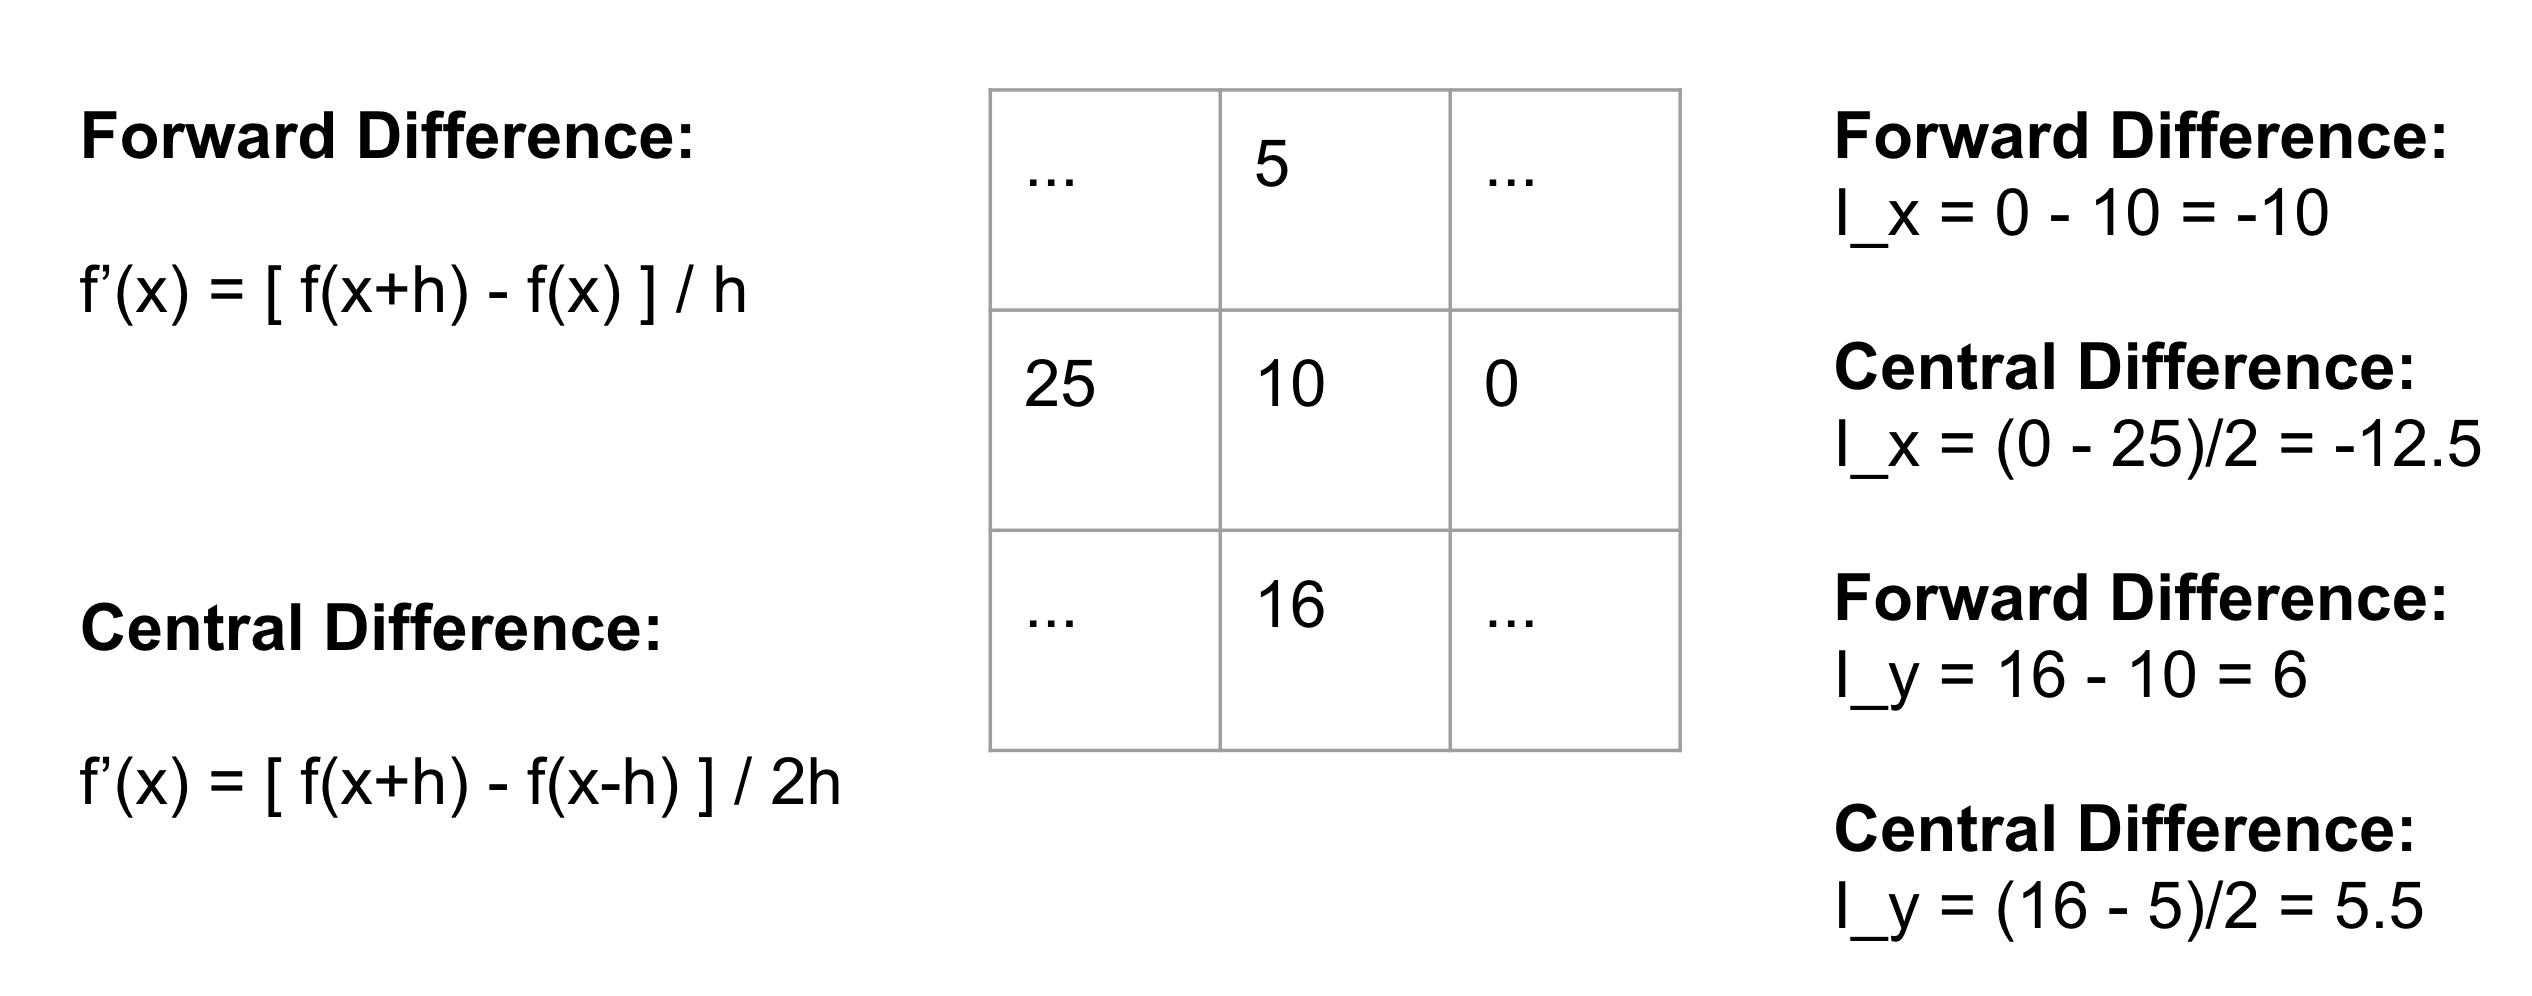 Forward Difference:
f’(x) = [ f(x+h) - f(x) ] / h
Central Difference:
f’(x) = [ f(x+h) - f(x-h) ] / 2h
... 5 ...
25 10 0
... 16 ...
Forward Difference:
I_x = 0 - 10 = -10
Central Difference:
I_x = (0 - 25)/2 = -12.5
Forward Difference:
I_y = 16 - 10 = 6
Central Difference:
I_y = (16 - 5)/2 = 5.5